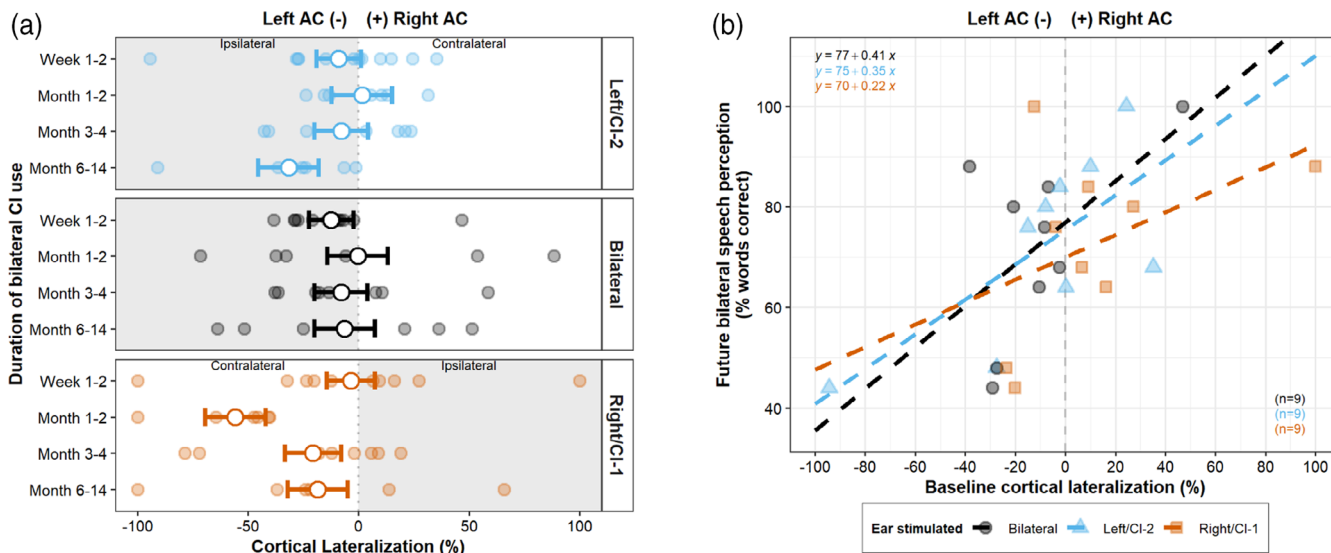 (a)
Left AC (-) (+) Right AC
Ipsilateral
Contralateral
Duration of bilateral CI use
Week 1-2
Month 1-2
Month 3-4
Month 6-14
Left/CI-2
Week 1-2
Month 1-2
Month 3-4
Month 6-14
Bilateral
Contralateral
Ipsilateral
Week 1-2
Month 1-2
Month 3-4
Month 6-14
Right/CI-1
-100 -50 0 50 100
Cortical Lateralization (%)
(b)
Left AC (-) (+) Right AC
y = 77 + 0.41 x
y = 75 + 0.35 x
y = 70 + 0.22 x
Future bilateral speech perception
(% words correct)
100
80
60
40
(n=9)
(n=9)
(n=9)
-100 -80 -60 -40 -20 0 20 40 60 80 100
Baseline cortical lateralization (%)
Ear stimulated Bilateral Left/CI-2 Right/CI-1